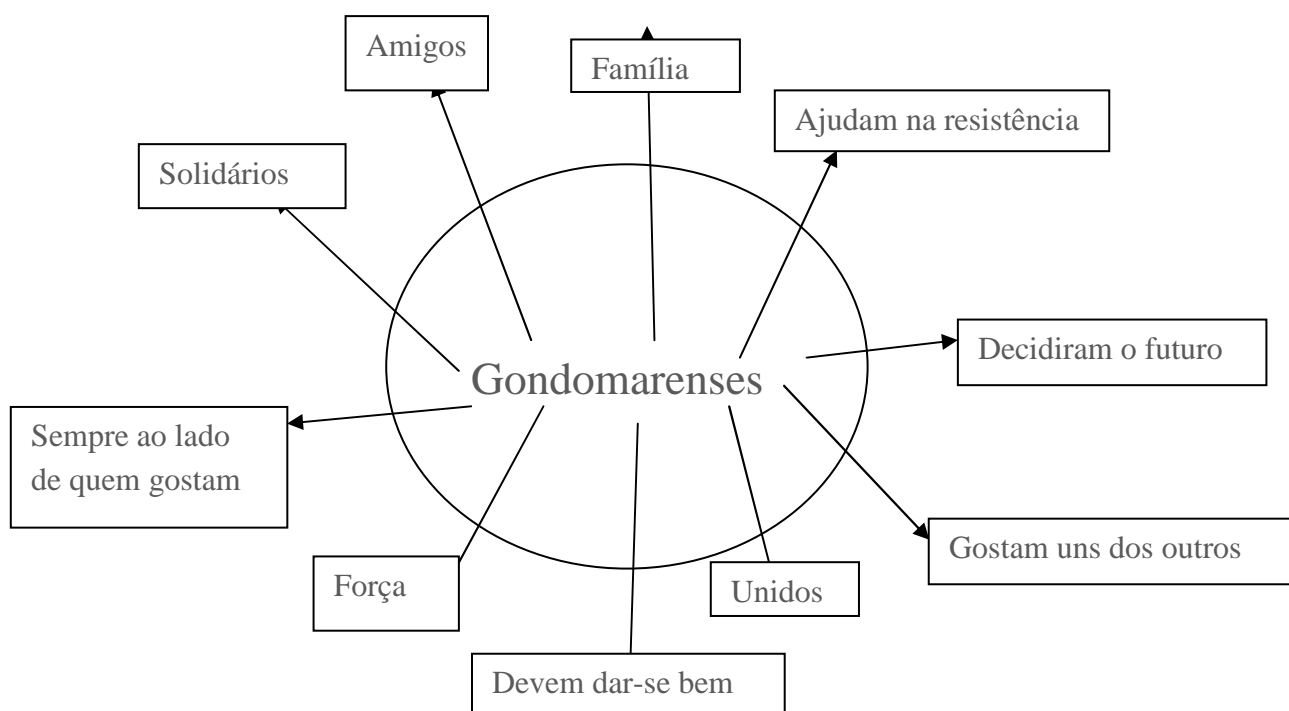 Amigos
Família
Ajudam na resistência
Solidários
Decidiram o futuro
Gondomarenses
Sempre ao lado
de quem gostam
Gostam uns dos outros
Força
Unidos
Devem dar-se bem